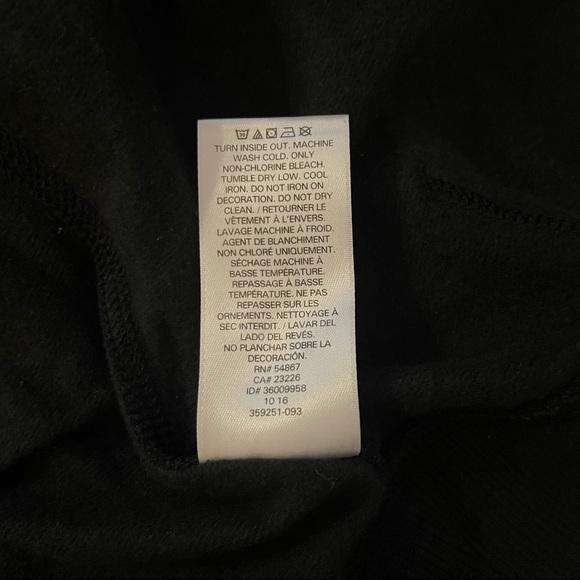 TURN INSIDE OUT. MACHINE
WASH COLD. ONLY
NON-CHLORINE BLEACH.
TUMBLE DRY LOW. COOL
IRON. DO NOT IRON ON
DECORATION. DO NOT DRY
CLEAN. / RETOURNER LE
VÊTEMENT À L'ENVERS.
LAVAGE MACHINE À FROID.
AGENT DE BLANCHIMENT
NON CHLORÉ UNIQUEMENT.
SÉCHAGE MACHINE À
BASSE TEMPÉRATURE.
REPASSAGE À BASSE
TEMPÉRATURE. NE PAS
REPASSER SUR LES
ORNEMENTS. NETTOYAGE À
SEC INTERDIT. / LAVAR DEL
LADO DEL REVÉS.
NO PLANCHAR SOBRE LA
DECORACIÓN.
RN# 54867
CA# 23226
ID# 36009958
10 16
359251-093